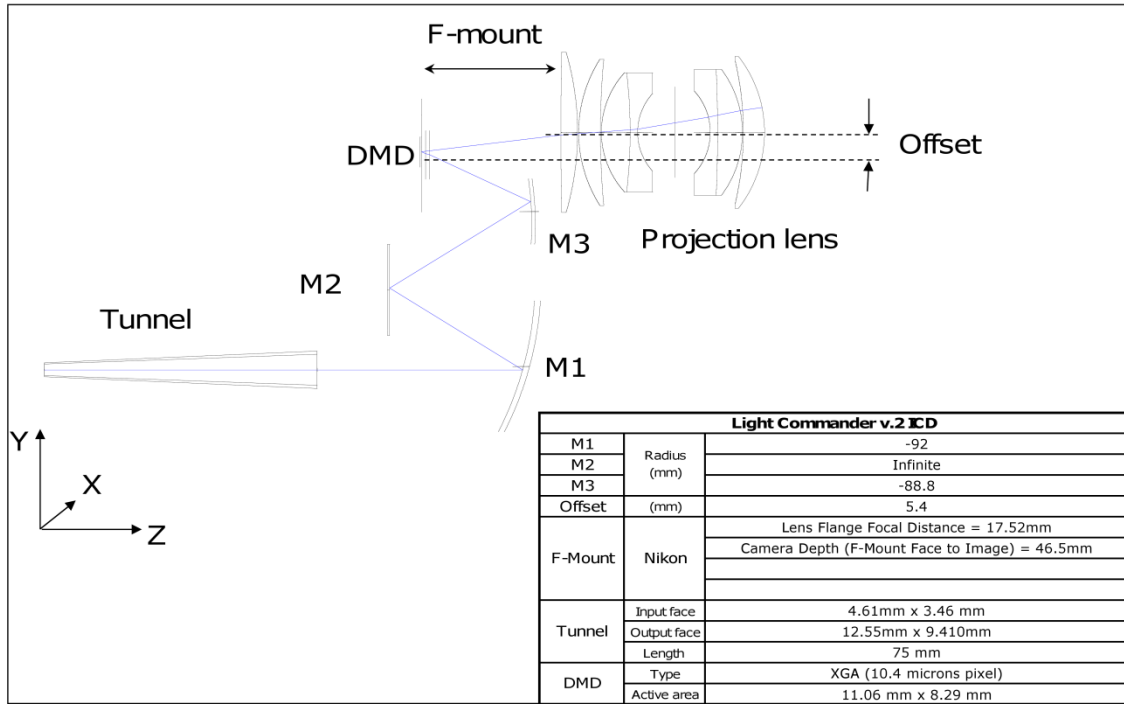 F-mount
DMD
Offset
M3
Projection lens
M2
Tunnel
M1
Y
X
Z
Light Commander v.2 ICD
M1 Radius (mm) -92
M2 Infinite
M3 -88.8
Offset (mm) 5.4
F-Mount Nikon Lens Flange Focal Distance = 17.52mm
Camera Depth (F-Mount Face to Image) = 46.5mm
Tunnel Input face 4.61mm x 3.46 mm
Output face 12.55mm x 9.410mm
Length 75 mm
DMD Type XGA (10.4 microns pixel)
Active area 11.06 mm x 8.29 mm